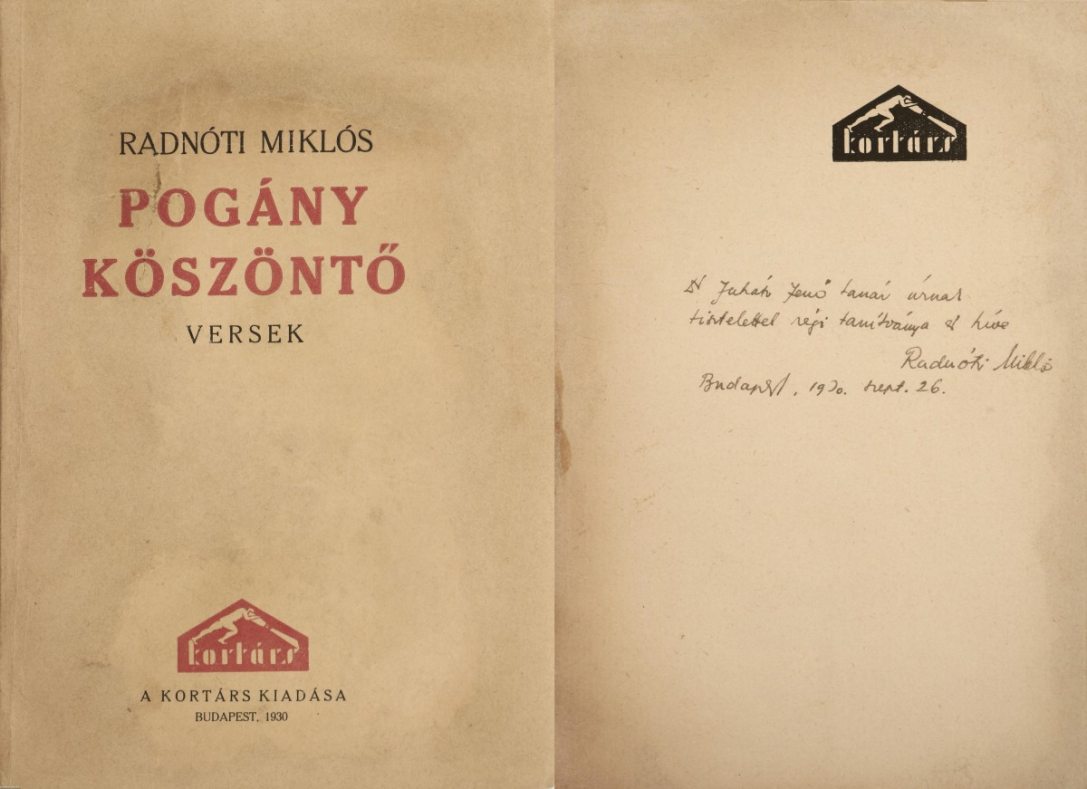 RADNÓTI MIKLÓS
POGÁNY
KÖSZÖNTŐ
VERSEK
kortárs
A KORTÁRS KIADÁSA
BUDAPEST, 1930
kortárs
Dr Juhász Jenő tanár úrnak
tisztelettel régi tanítványa s híve
Radnóti Miklós
Budapest, 1930. szept. 26.